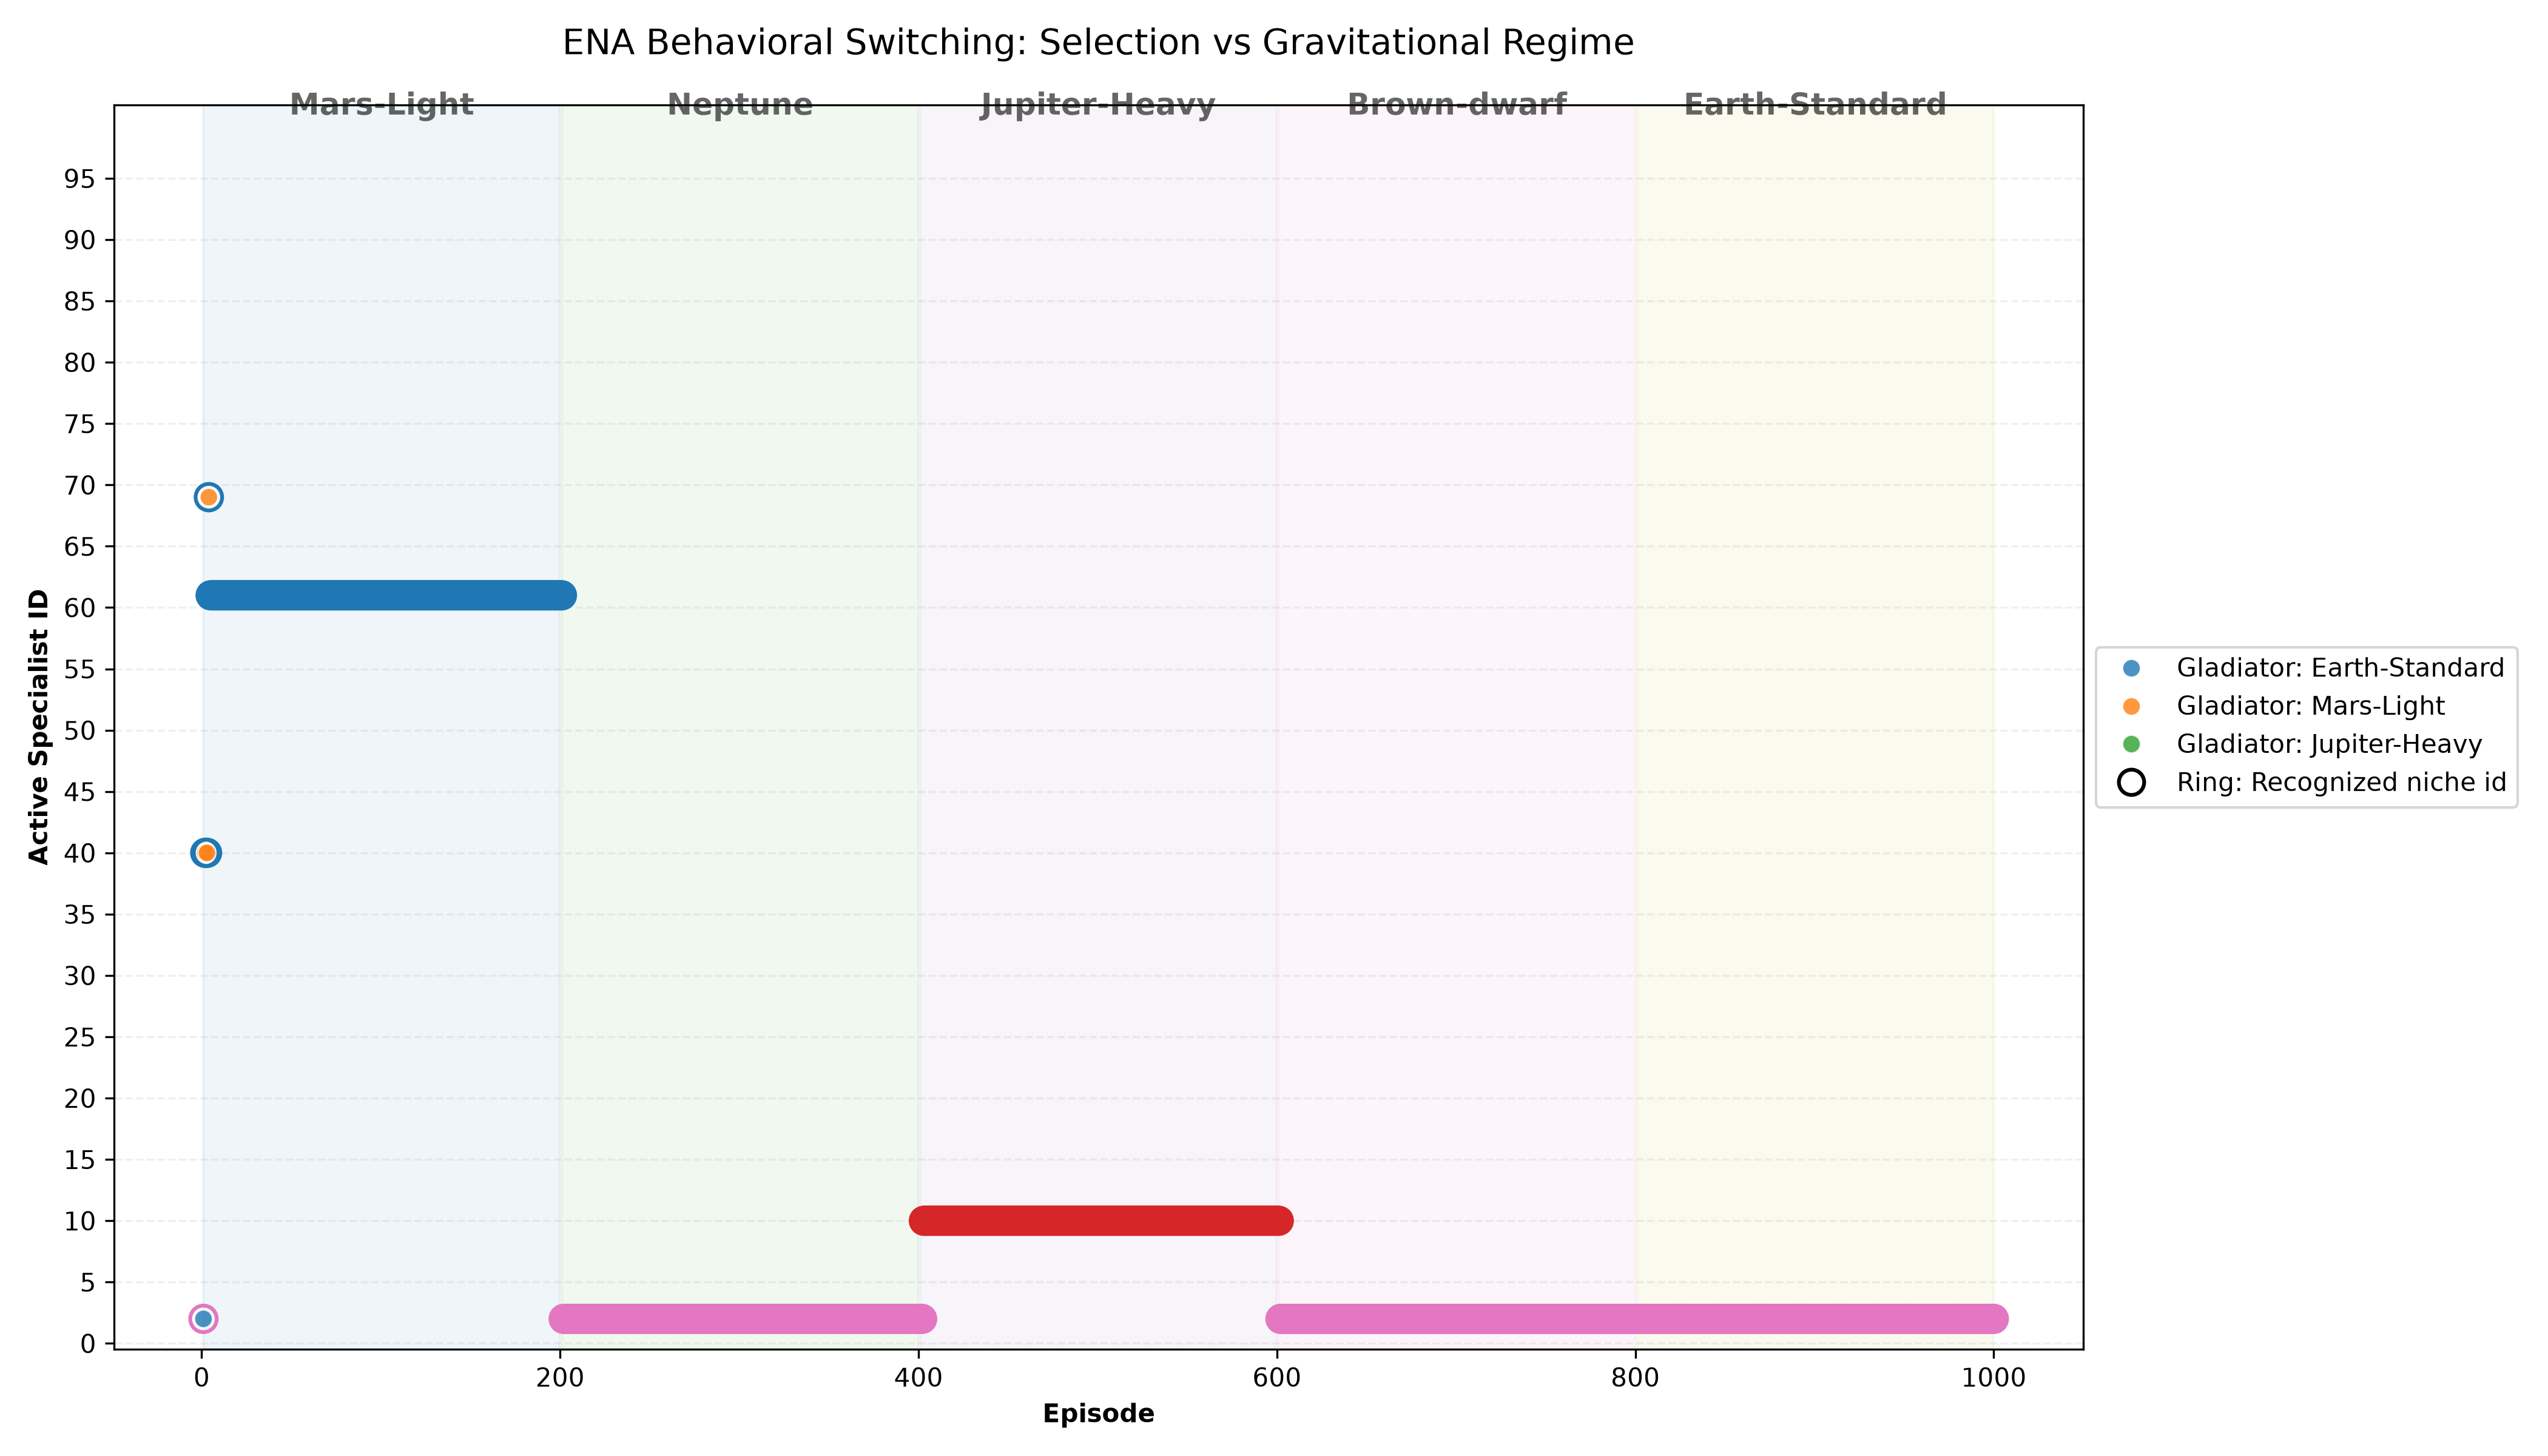 ENA Behavioral Switching: Selection vs Gravitational Regime
Mars-Light Neptune Jupiter-Heavy Brown-dwarf Earth-Standard
95
90
85
80
75
70
65
60
55
50
45
40
35
30
25
20
15
10
5
0
Active Specialist ID
Gladiator: Earth-Standard
Gladiator: Mars-Light
Gladiator: Jupiter-Heavy
Ring: Recognized niche id
0 200 400 600 800 1000
Episode